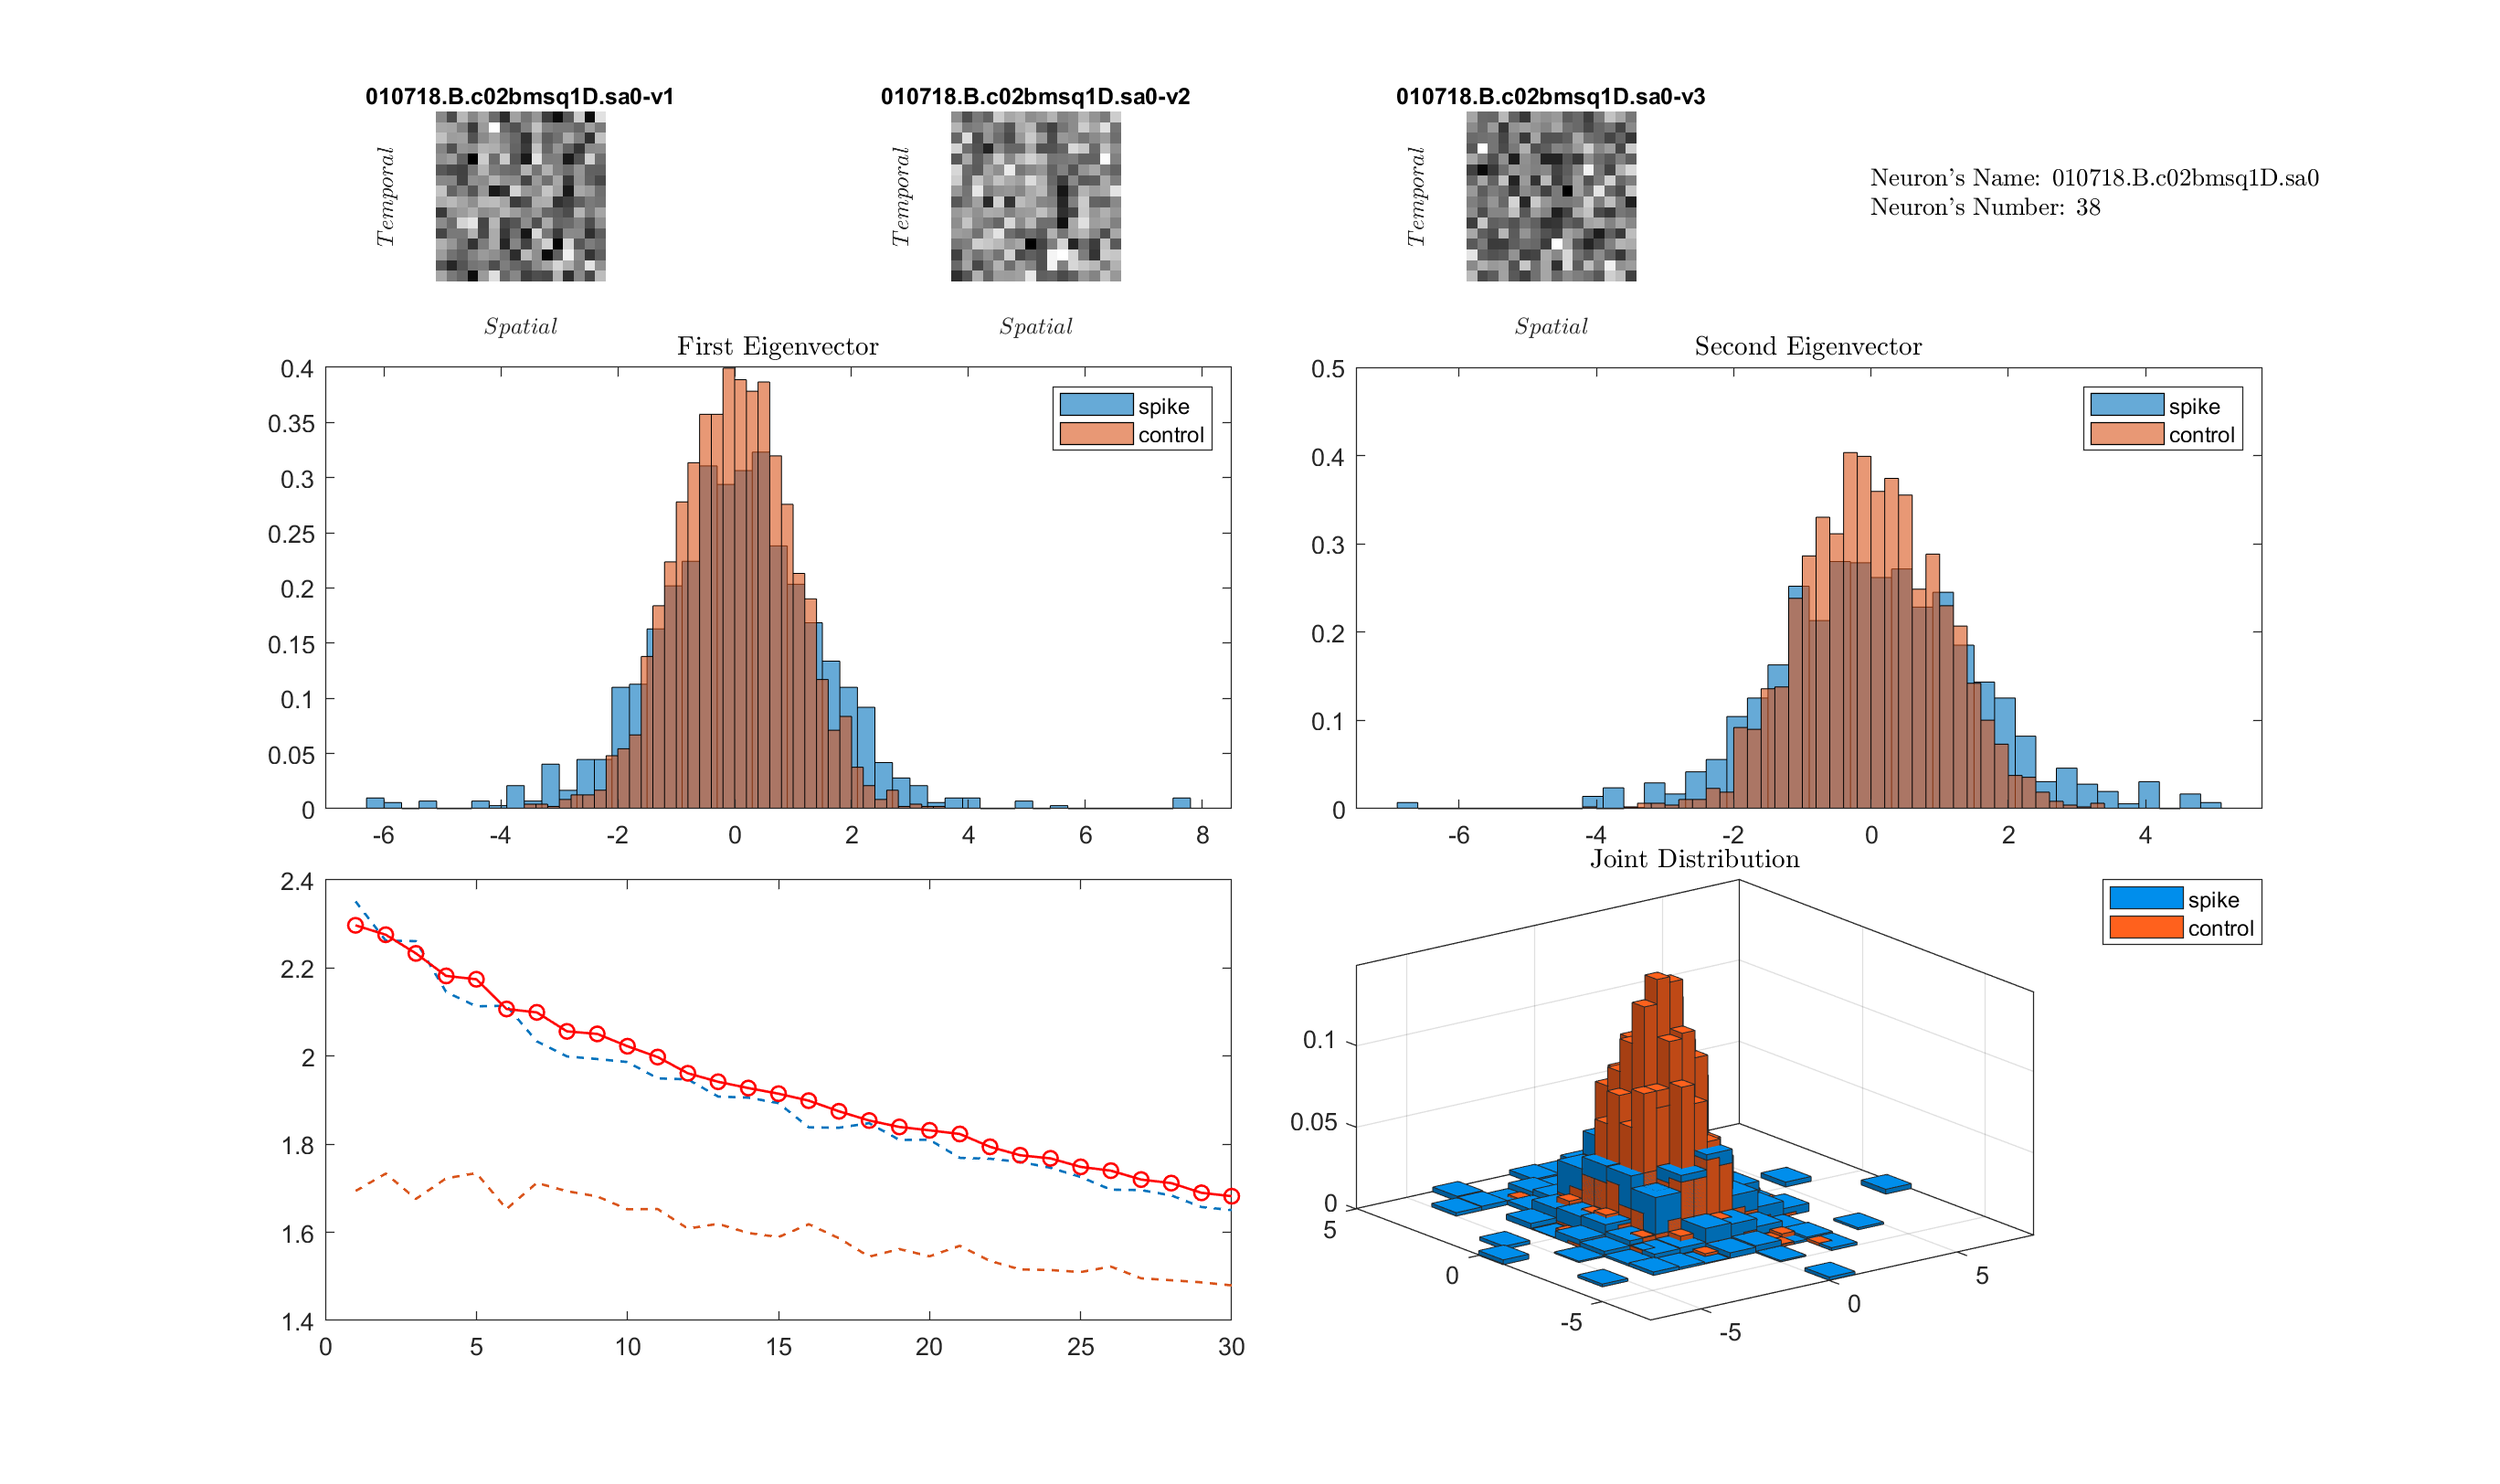 010718.B.c02bmsq1D.sa0-v1
010718.B.c02bmsq1D.sa0-v2
010718.B.c02bmsq1D.sa0-v3
Temporal
Temporal
Temporal
Neuron's Name: 010718.B.c02bmsq1D.sa0
Neuron's Number: 38
Spatial
Spatial
Spatial
First Eigenvector
0.4
0.35
0.3
0.25
0.2
0.15
0.1
0.05
0
-6 -4 -2 0 2 4 6 8
spike
control
Second Eigenvector
0.5
0.4
0.3
0.2
0.1
0
-6 -4 -2 0 2 4
spike
control
2.4
2.2
2
1.8
1.6
1.4
0 5 10 15 20 25 30
Joint Distribution
spike
control
0.1
0.05
0
5
0
-5
-5
0
5